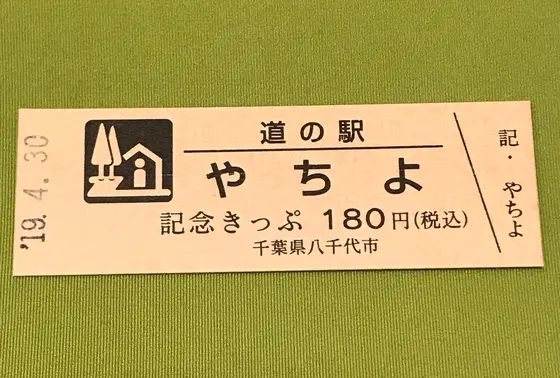 '19. 4. 30
道の駅
やちよ
記念きっぷ 180円(税込)
千葉県八千代市
記・やちよ